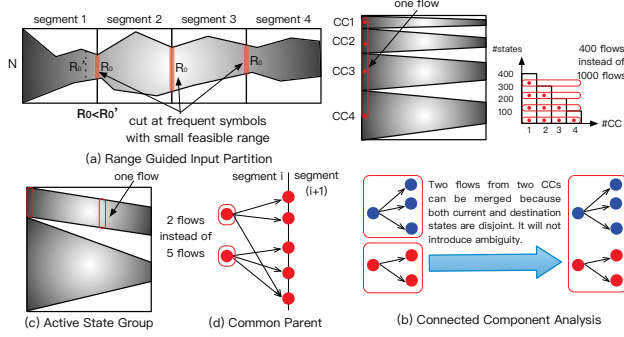 segment 1 segment 2 segment 3 segment 4
N
R₀' R₀ R₀' R₀'
R₀<R₀'
cut at frequent symbols
with small feasible range
(a) Range Guided Input Partition
one flow
CC1
CC2
CC3
CC4
#states
400
300
200
100
1 2 3 4
#CC
400 flows
instead of
1000 flows
one flow
(c) Active State Group
segment i
segment
(i+1)
2 flows
instead of
5 flows
(d) Common Parent
Two flows from two CCs
can be merged because
both current and destination
states are disjoint. It will not
introduce ambiguity.
(b) Connected Component Analysis